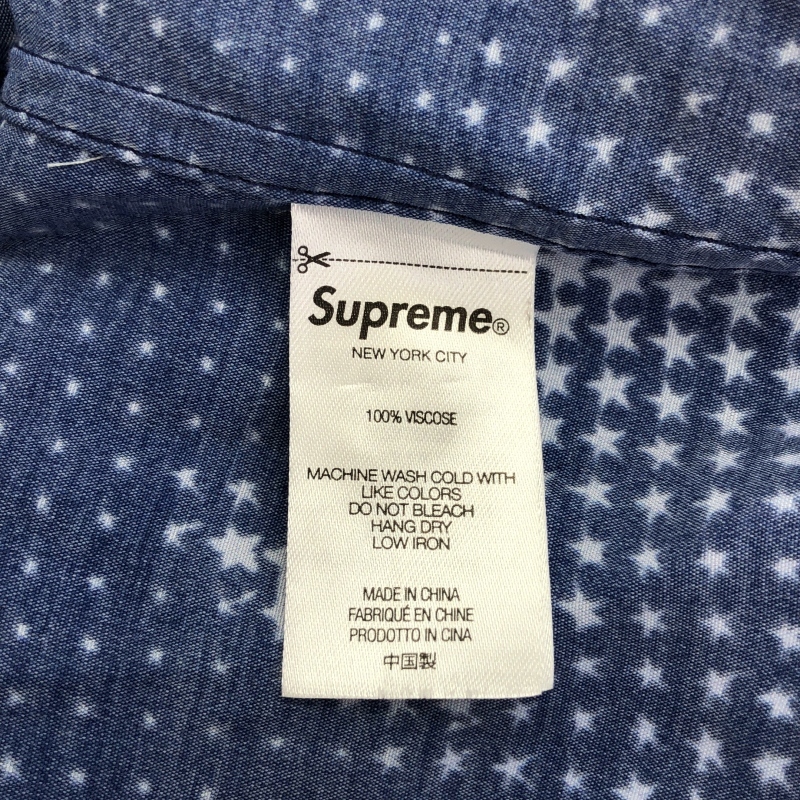 Supreme®
NEW YORK CITY
100% VISCOSE
MACHINE WASH COLD WITH
LIKE COLORS
DO NOT BLEACH
HANG DRY
LOW IRON
MADE IN CHINA
FABRIQUÉ EN CHINE
PRODOTTO IN CINA
中国製